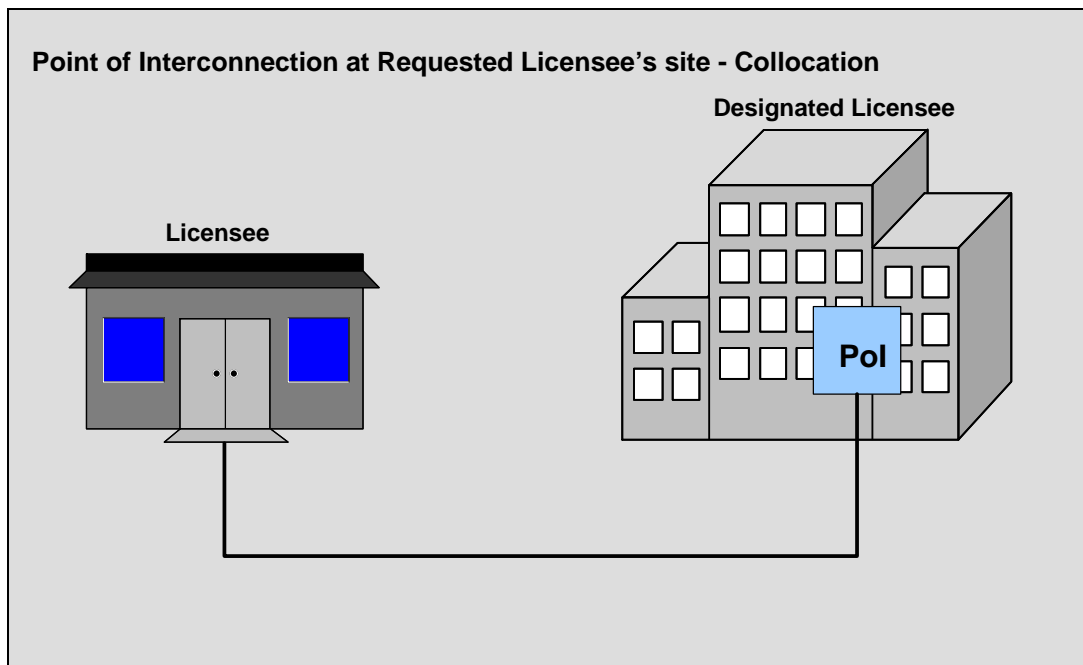 Point of Interconnection at Requested Licensee’s site - Collocation
Designated Licensee
Licensee
PoI